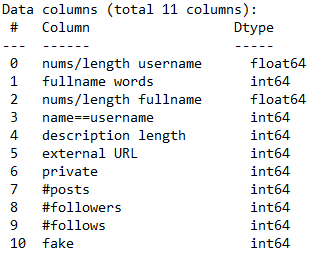 Data columns (total 11 columns):
 #   Column                Dtype
---  ------                -----
 0   nums/length username  float64
 1   fullname words        int64
 2   nums/length fullname  float64
 3   name==username        int64
 4   description length    int64
 5   external URL          int64
 6   private               int64
 7   #posts                int64
 8   #followers            int64
 9   #follows              int64
 10  fake                  int64